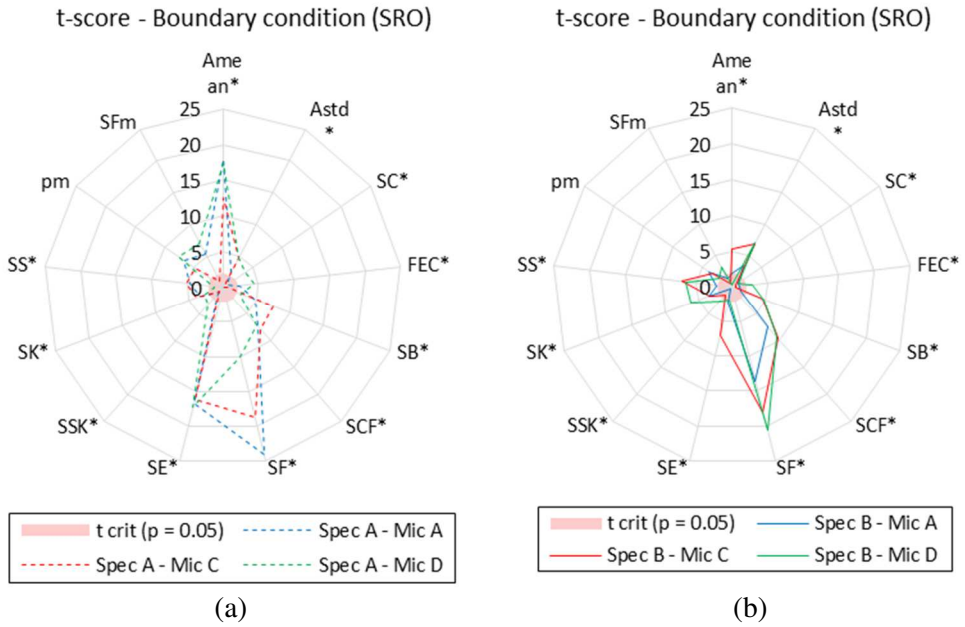 t-score - Boundary condition (SRO)
Ame
an*
Astd
*
SC*
FEC*
SB*
SCF*
SF*
SE*
SSK*
SK*
SS*
pm
SFm
25
20
15
10
5
0
t crit (p = 0.05)
Spec A - Mic A
Spec A - Mic C
Spec A - Mic D
(a)
t-score - Boundary condition (SRO)
Ame
an*
Astd
*
SC*
FEC*
SB*
SCF*
SF*
SE*
SSK*
SK*
SS*
pm
SFm
25
20
15
10
5
0
t crit (p = 0.05)
Spec B - Mic A
Spec B - Mic C
Spec B - Mic D
(b)